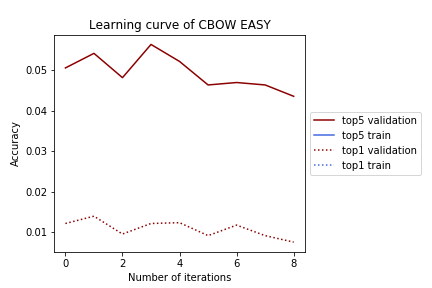 Learning curve of CBOW EASY
Accuracy
0.05
0.04
0.03
0.02
0.01
0 2 4 6 8
Number of iterations
top5 validation
top5 train
top1 validation
top1 train